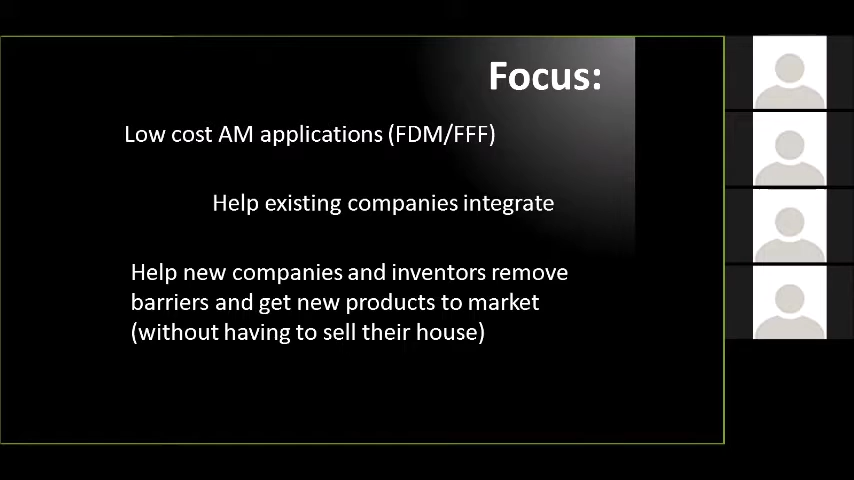 Focus:
Low cost AM applications (FDM/FFF)
Help existing companies integrate
Help new companies and inventors remove
barriers and get new products to market
(without having to sell their house)